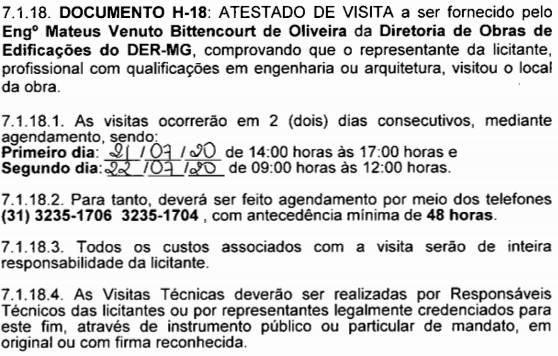 7.1.18. DOCUMENTO H-18: ATESTADO DE VISITA a ser fornecido pelo
Engº Mateus Venuto Bittencourt de Oliveira da Diretoria de Obras de
Edificações do DER-MG, comprovando que o representante da licitante,
profissional com qualificações em engenharia ou arquitetura, visitou o local
da obra.
7.1.18.1. As visitas ocorrerão em 2 (dois) dias consecutivos, mediante
agendamento, sendo:
Primeiro dia: 21 / 07 / 20 de 14:00 horas às 17:00 horas e
Segundo dia: 22 / 07 / 20 de 09:00 horas às 12:00 horas.
7.1.18.2. Para tanto, deverá ser feito agendamento por meio dos telefones
(31) 3235-1706 3235-1704 , com antecedência mínima de 48 horas.
7.1.18.3. Todos os custos associados com a visita serão de inteira
responsabilidade da licitante.
7.1.18.4. As Visitas Técnicas deverão ser realizadas por Responsáveis
Técnicos das licitantes ou por representantes legalmente credenciados para
este fim, através de instrumento público ou particular de mandato, em
original ou com firma reconhecida.